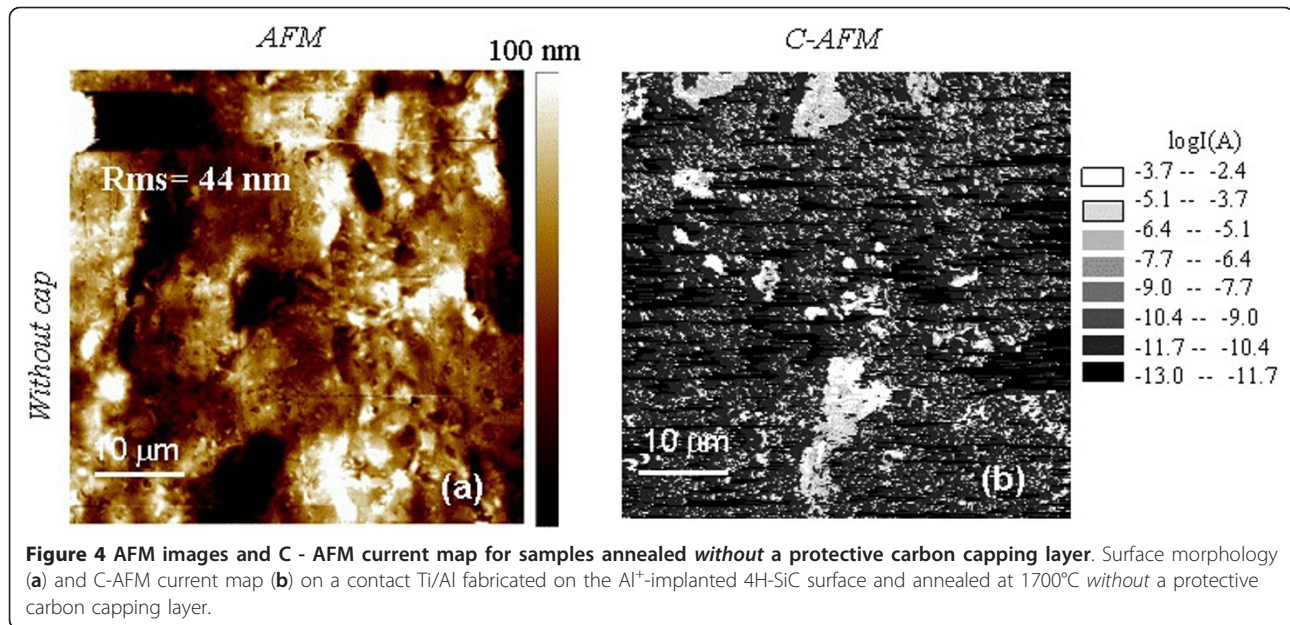 AFM
C-AFM
100 nm
Rms= 44 nm
Without cap
10 μm
(a)
10 μm
(b)
logI(A)
-3.7 -- -2.4
-5.1 -- -3.7
-6.4 -- -5.1
-7.7 -- -6.4
-9.0 -- -7.7
-10.4 -- -9.0
-11.7 -- -10.4
-13.0 -- -11.7
Figure 4 AFM images and C - AFM current map for samples annealed without a protective carbon capping layer. Surface morphology
(a) and C-AFM current map (b) on a contact Ti/Al fabricated on the Al⁺-implanted 4H-SiC surface and annealed at 1700°C without a protective
carbon capping layer.